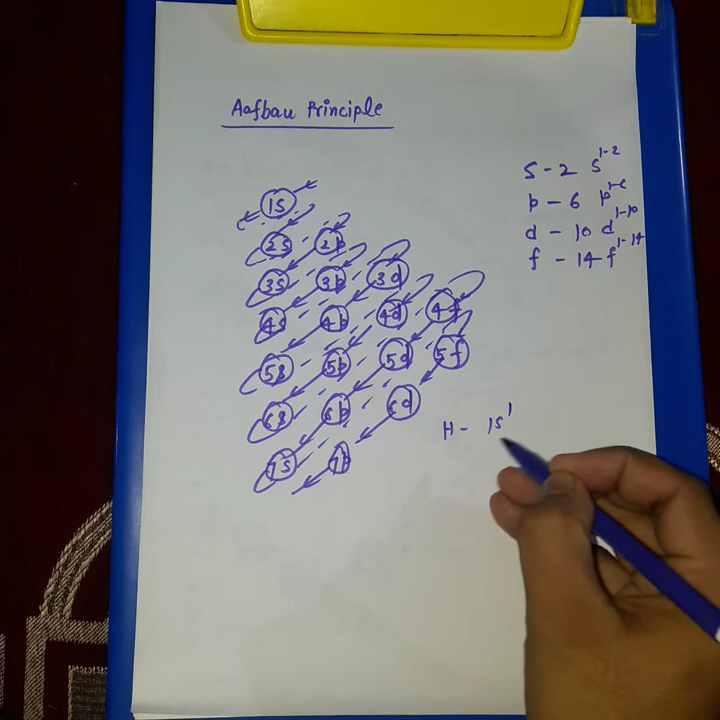 Aafbau Principle
1s
2s 2p
3s 3p 3d
4s 4p 4d 4f
5s 5p 5d 5f
6s 6p 6d
7s 7p
S - 2 S¹⁻²
p - 6 p¹⁻⁶
d - 10 d¹⁻¹⁰
f - 14 f¹⁻¹⁴
H - 1s¹